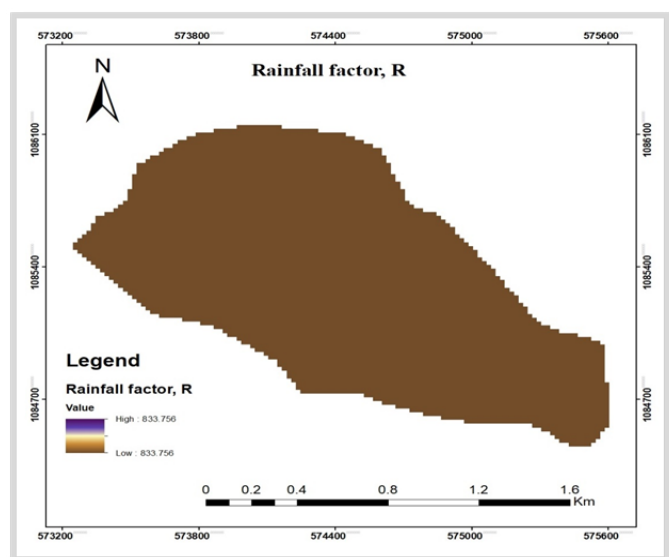 573200 573800 574400 575000 575600
Rainfall factor, R
N
1086100 1086100
1085400 1085400
1084700 1084700
Legend
Rainfall factor, R
Value
High : 833.756
Low : 833.756
0 0.2 0.4 0.8 1.2 1.6
Km
573200 573800 574400 575000 575600